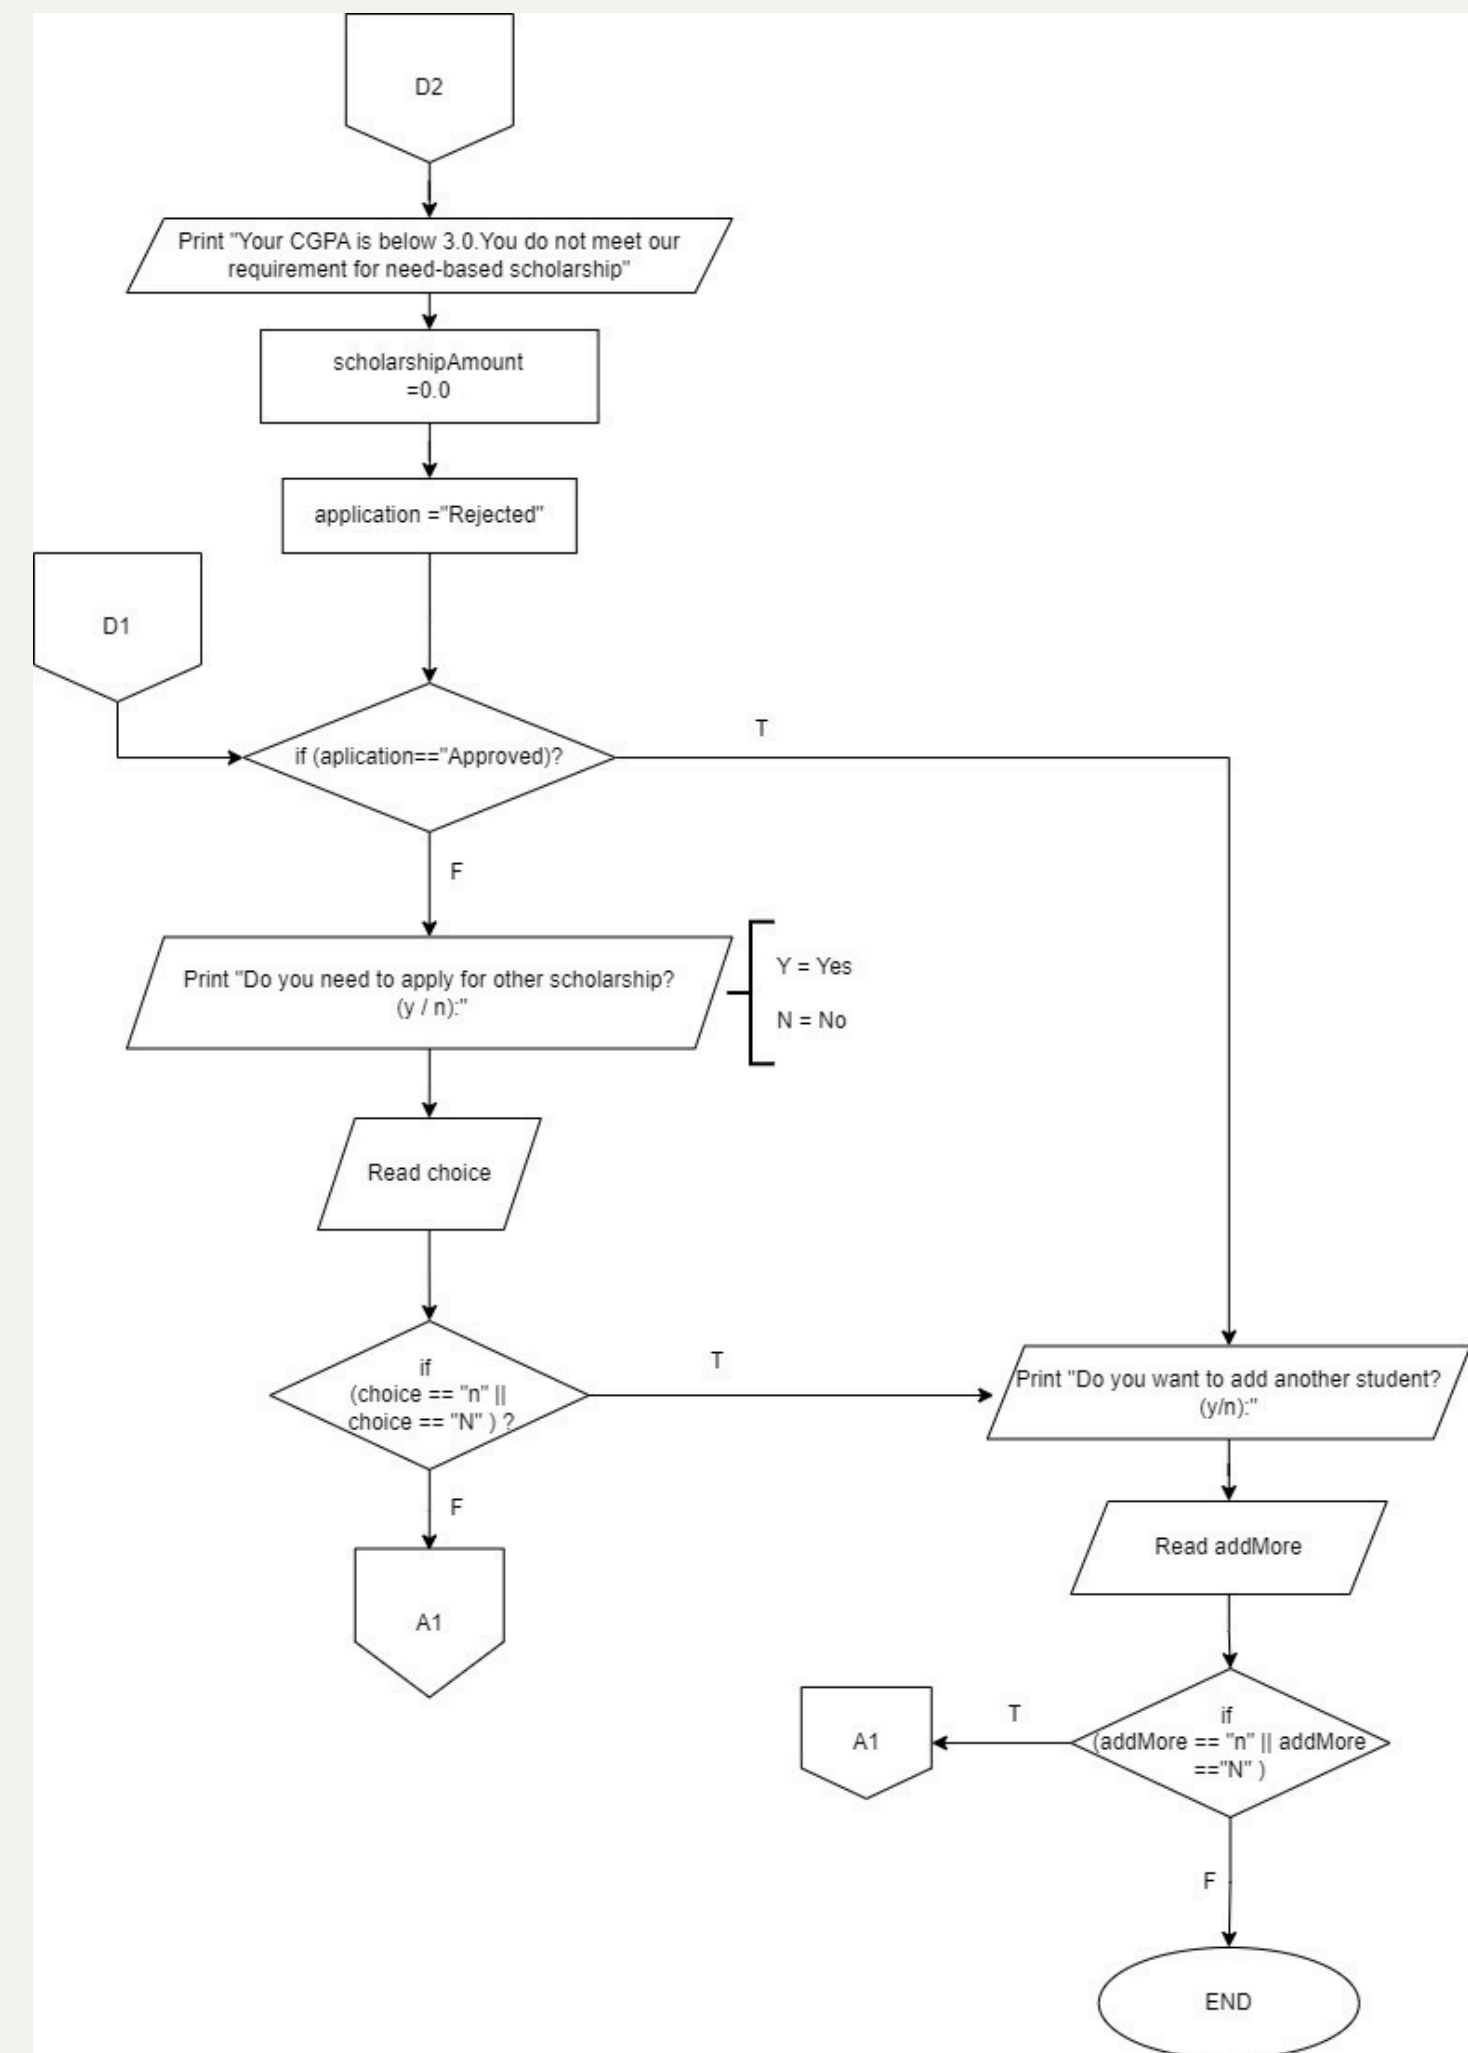 D2
Print "Your CGPA is below 3.0.You do not meet our
requirement for need-based scholarship"
scholarshipAmount
=0.0
application ="Rejected"
D1
if (aplication=="Approved)?
T
F
Print "Do you need to apply for other scholarship?
(y / n):"
Y = Yes
N = No
Read choice
if
(choice == "n" ||
choice == "N" ) ?
T
F
A1
Print "Do you want to add another student?
(y/n):"
Read addMore
if
(addMore == "n" || addMore
=="N" )
T
A1
F
END